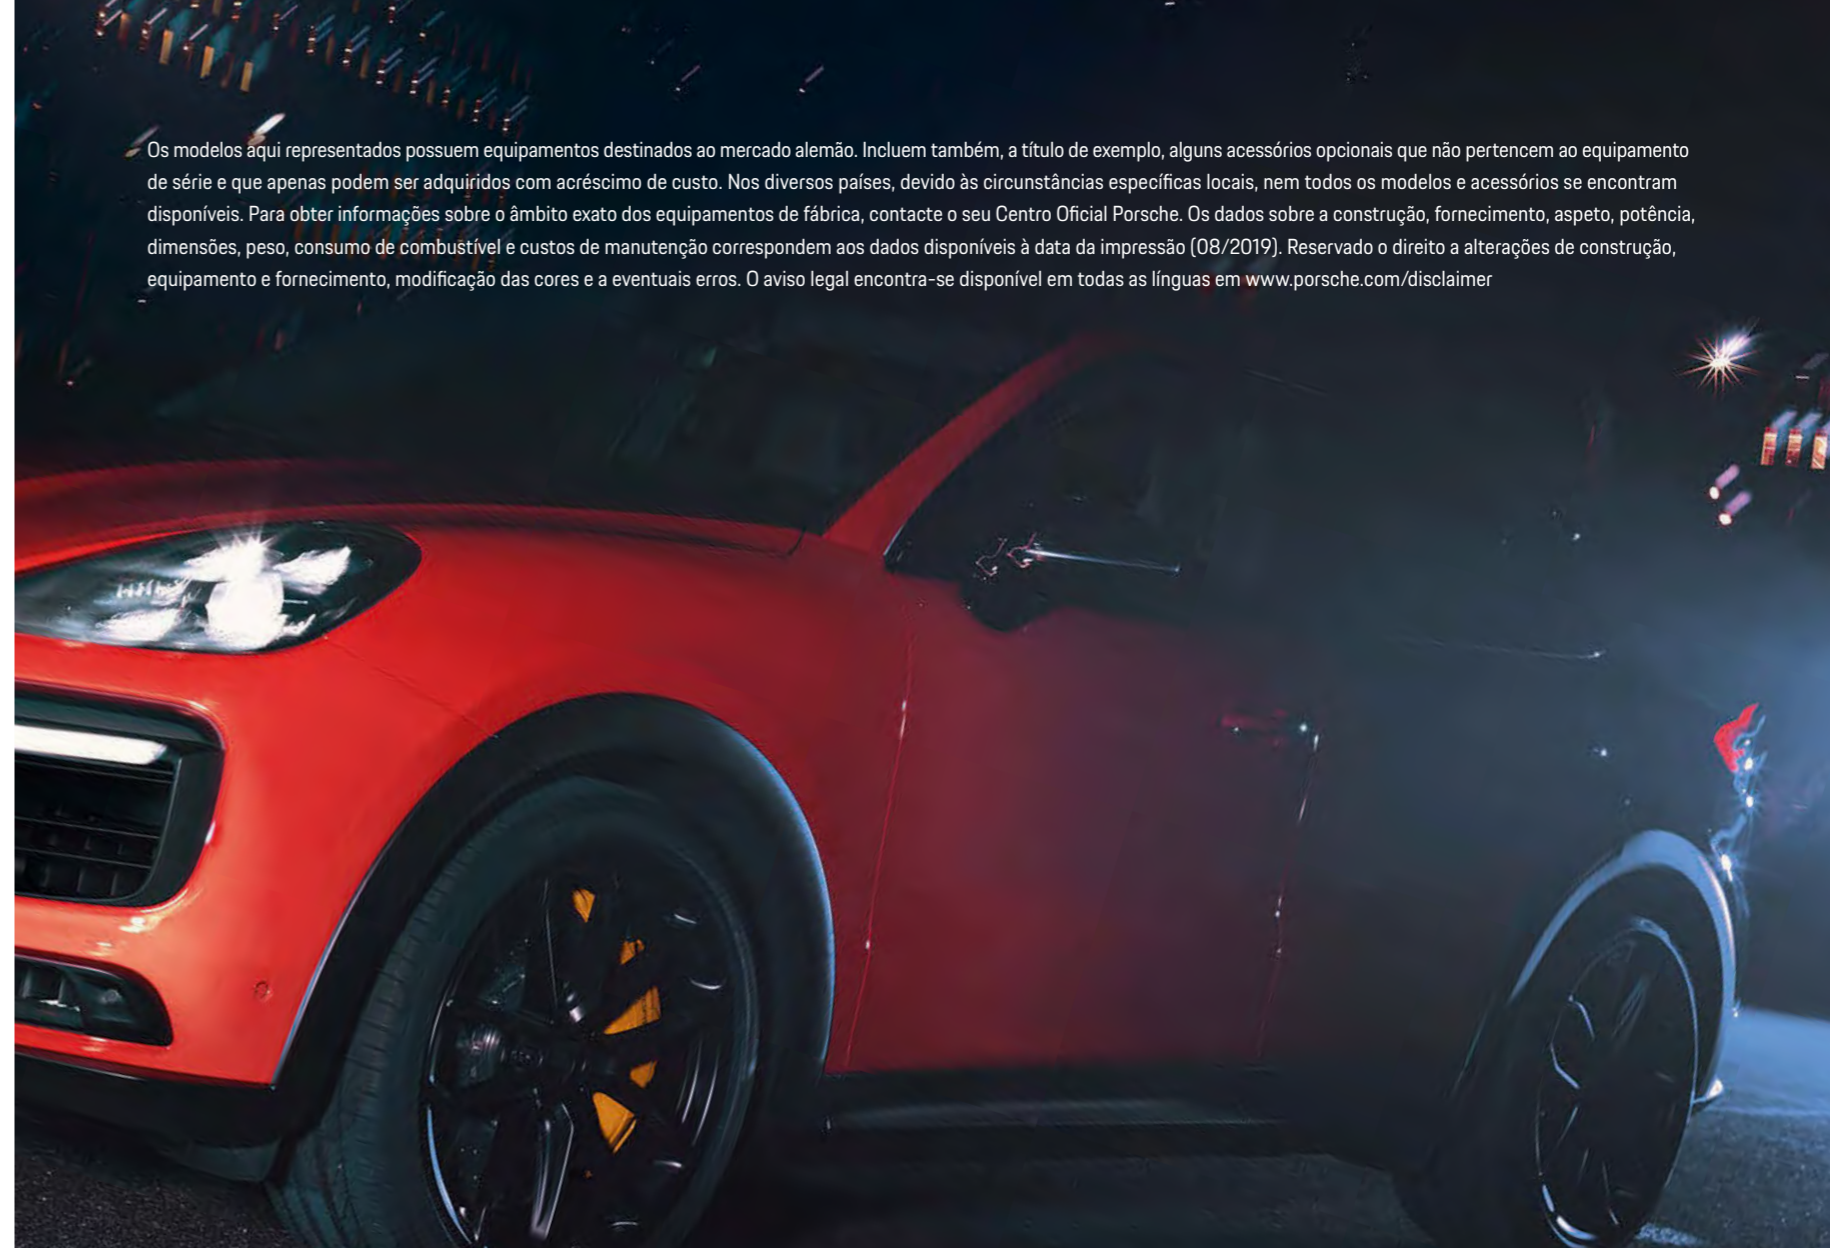 Os modelos aqui representados possuem equipamentos destinados ao mercado alemão. Incluem também, a título de exemplo, alguns acessórios opcionais que não pertencem ao equipamento
de série e que apenas podem ser adquiridos com acréscimo de custo. Nos diversos países, devido às circunstâncias específicas locais, nem todos os modelos e acessórios se encontram
disponíveis. Para obter informações sobre o âmbito exato dos equipamentos de fábrica, contacte o seu Centro Oficial Porsche. Os dados sobre a construção, fornecimento, aspeto, potência,
dimensões, peso, consumo de combustível e custos de manutenção correspondem aos dados disponíveis à data da impressão (08/2019). Reservado o direito a alterações de construção,
equipamento e fornecimento, modificação das cores e a eventuais erros. O aviso legal encontra-se disponível em todas as línguas em www.porsche.com/disclaimer